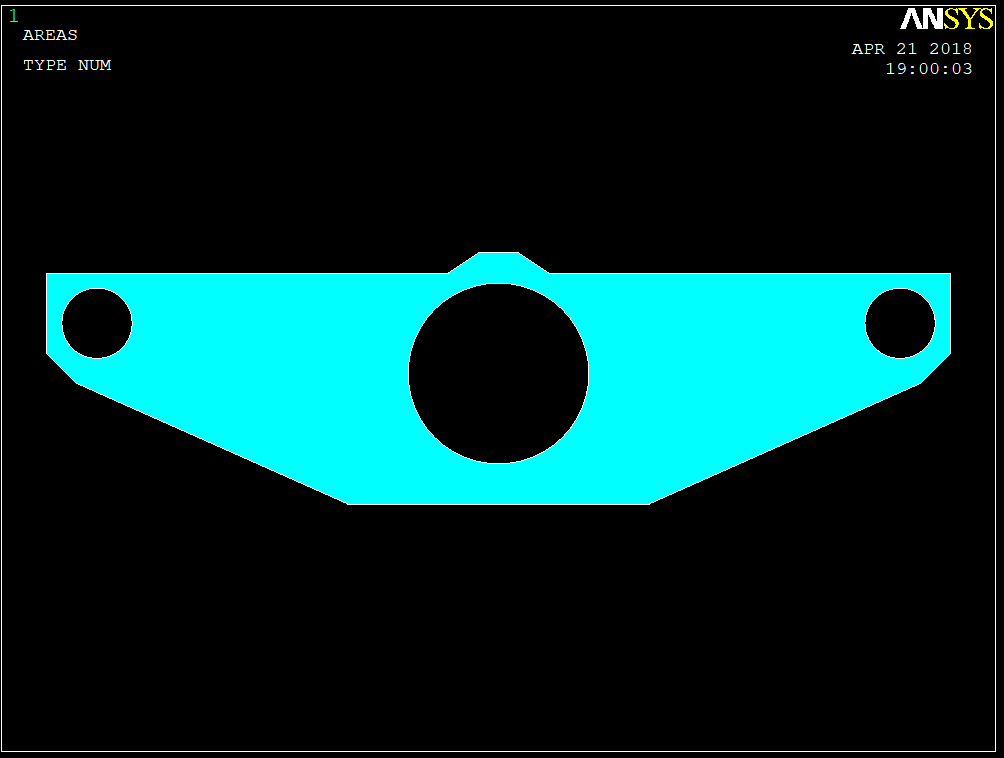 1
AREAS
TYPE NUM
ANSYS
APR 21 2018
19:00:03